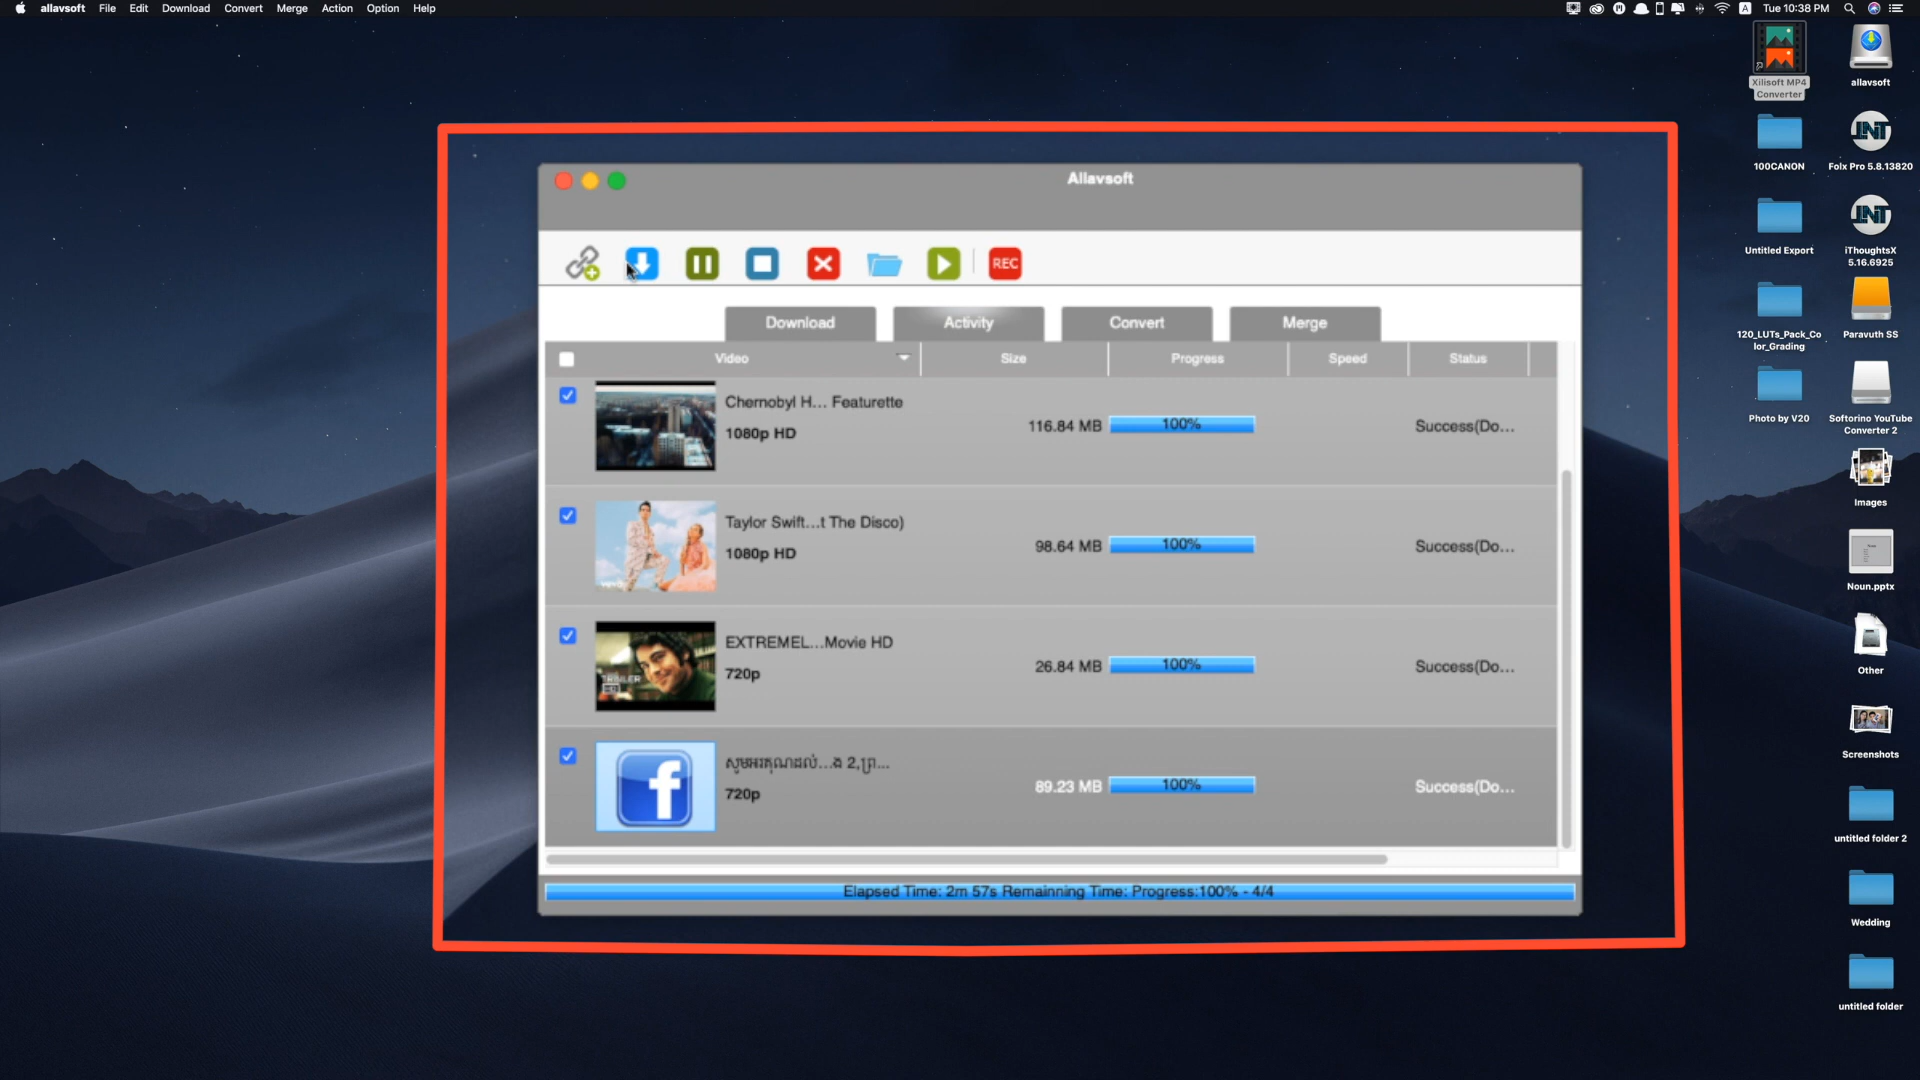 allavsoft File Edit Download Convert Merge Action Option Help
Tue 10:38 PM
Xilisoft MP4
Converter
allavsoft
100CANON
Folx Pro 5.8.13820
Untitled Export
iThoughtsX
5.16.6925
120_LUTs_Pack_Co
lor_Grading
Paravuth SS
Photo by V20
Softorino YouTube
Converter 2
Images
Noun.pptx
Other
Screenshots
untitled folder 2
Wedding
untitled folder
Allavsoft
REC
Download Activity Convert Merge
Video Size Progress Speed Status
Chernobyl H... Featurette
1080p HD
116.84 MB 100% Success(Do...
Taylor Swift...t The Disco)
1080p HD
98.64 MB 100% Success(Do...
EXTREMEL...Movie HD
720p
26.84 MB 100% Success(Do...
សូមអរគុណដល់...ង 2,ព្រ...
720p
89.23 MB 100% Success(Do...
Elapsed Time: 2m 57s Remainning Time: Progress:100% - 4/4